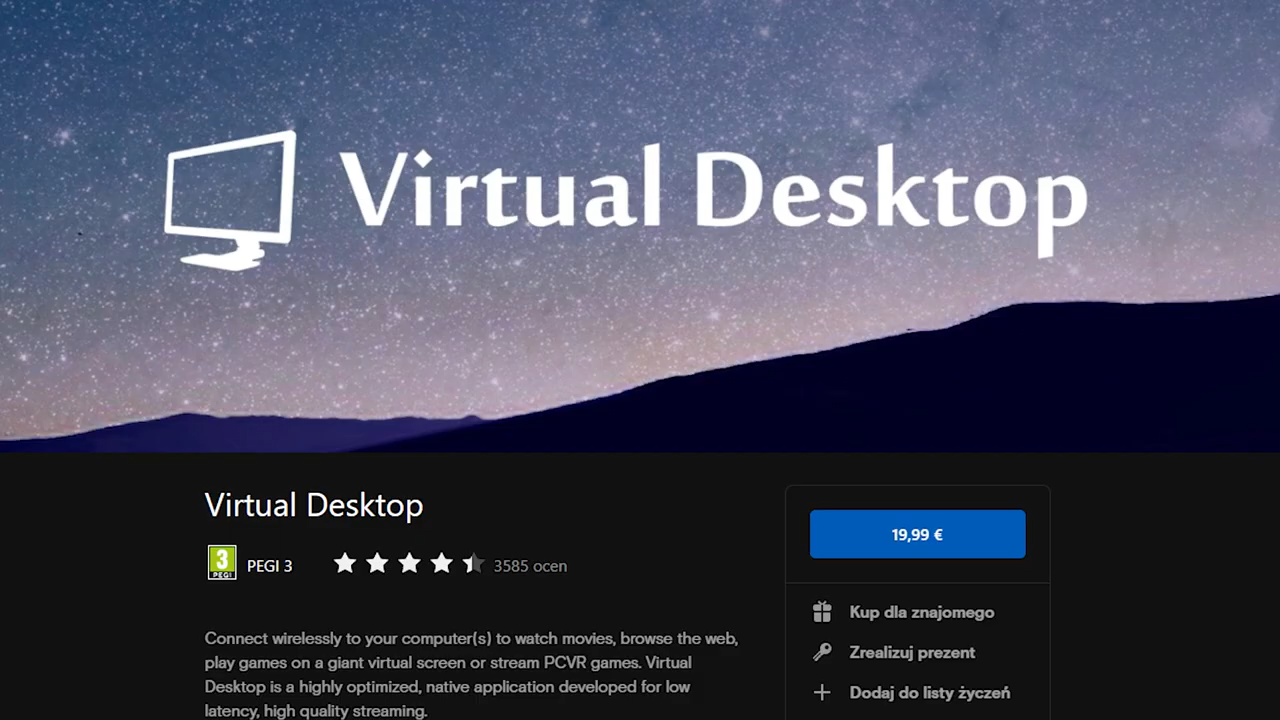 Virtual Desktop
Virtual Desktop
3
PEGI
PEGI 3
3585 ocen
Connect wirelessly to your computer(s) to watch movies, browse the web,
play games on a giant virtual screen or stream PCVR games. Virtual
Desktop is a highly optimized, native application developed for low
latency, high quality streaming.
19,99 €
Kup dla znajomego
Zrealizuj prezent
Dodaj do listy życzeń